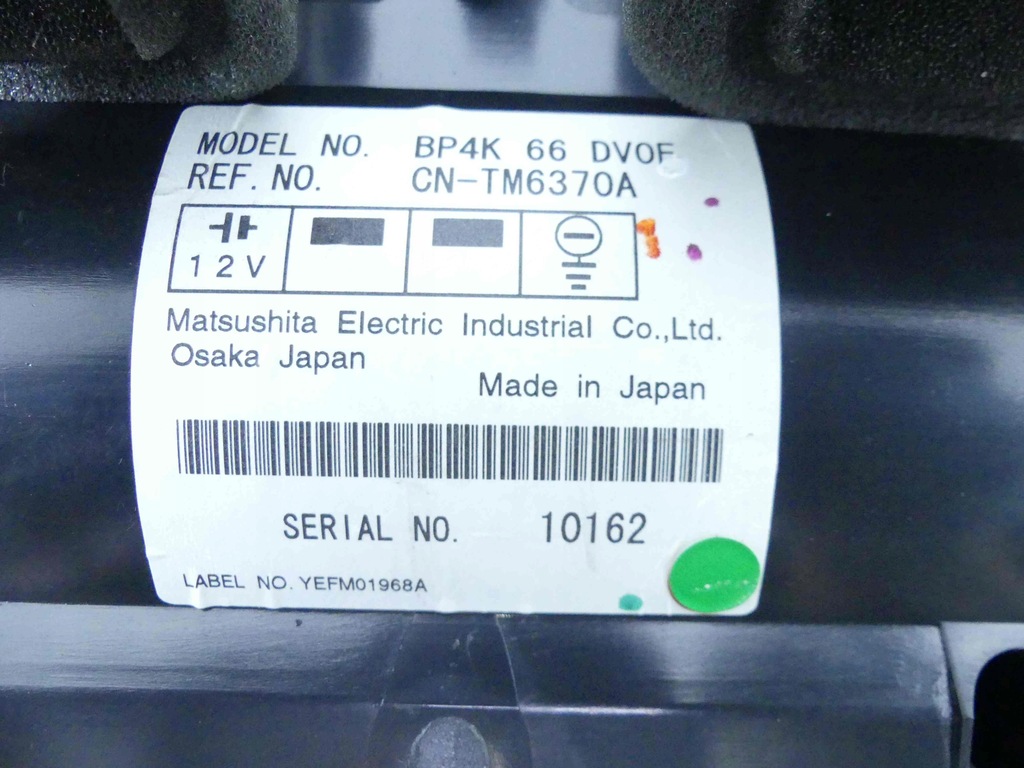 MODEL NO. BP4K 66 DV0F
REF. NO. CN-TM6370A
12V
Matsushita Electric Industrial Co.,Ltd.
Osaka Japan
Made in Japan
SERIAL NO. 10162
LABEL NO. YEFM01968A